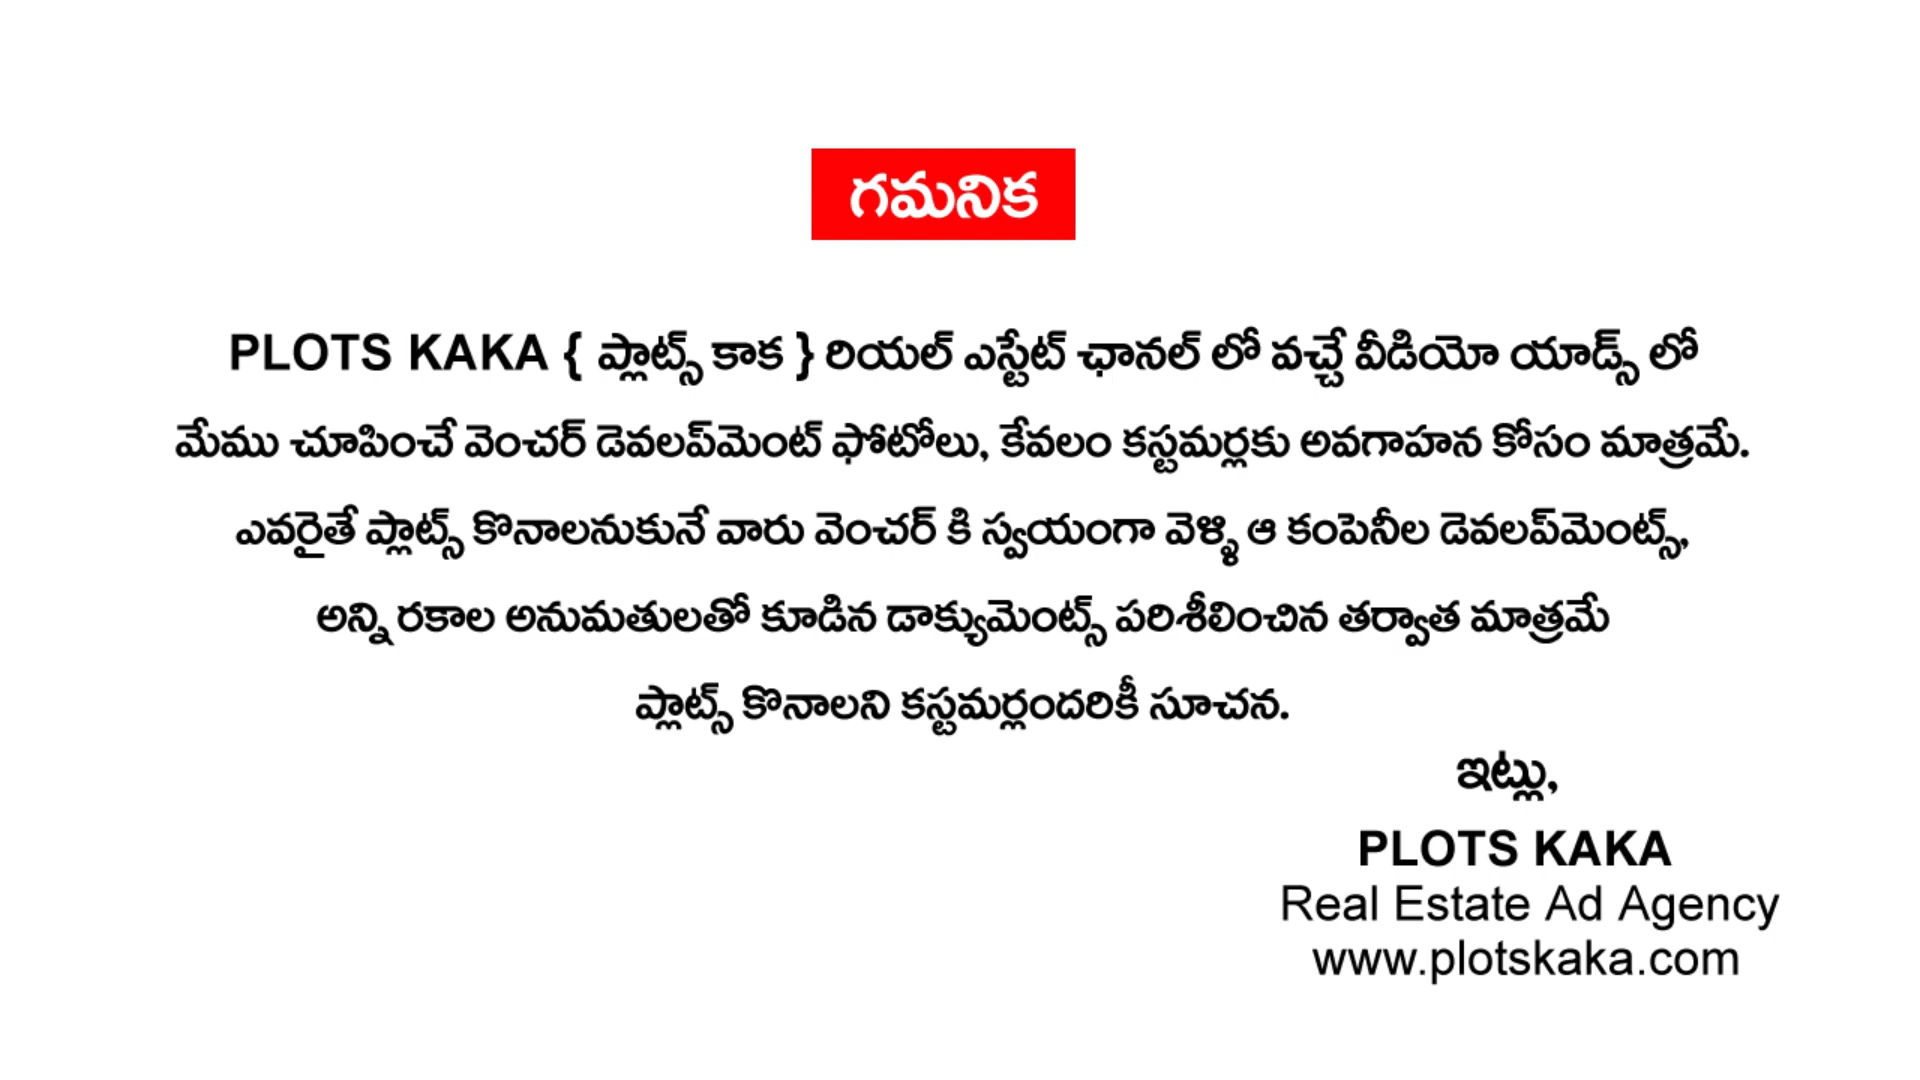 గమనిక
PLOTS KAKA { ప్లాట్స్ కాక } రియల్ ఎస్టేట్ ఛానల్ లో వచ్చే వీడియో యాడ్స్ లో
మేము చూపించే వెంచర్ డెవలప్‌మెంట్ ఫోటోలు, కేవలం కస్టమర్లకు అవగాహన కోసం మాత్రమే.
ఎవరైతే ప్లాట్స్ కొనాలనుకునే వారు వెంచర్ కి స్వయంగా వెళ్ళి ఆ కంపెనీల డెవలప్‌మెంట్స్,
అన్ని రకాల అనుమతులతో కూడిన డాక్యుమెంట్స్ పరిశీలించిన తర్వాత మాత్రమే
ప్లాట్స్ కొనాలని కస్టమర్లందరికీ సూచన.
ఇట్లు,
PLOTS KAKA
Real Estate Ad Agency
www.plotskaka.com